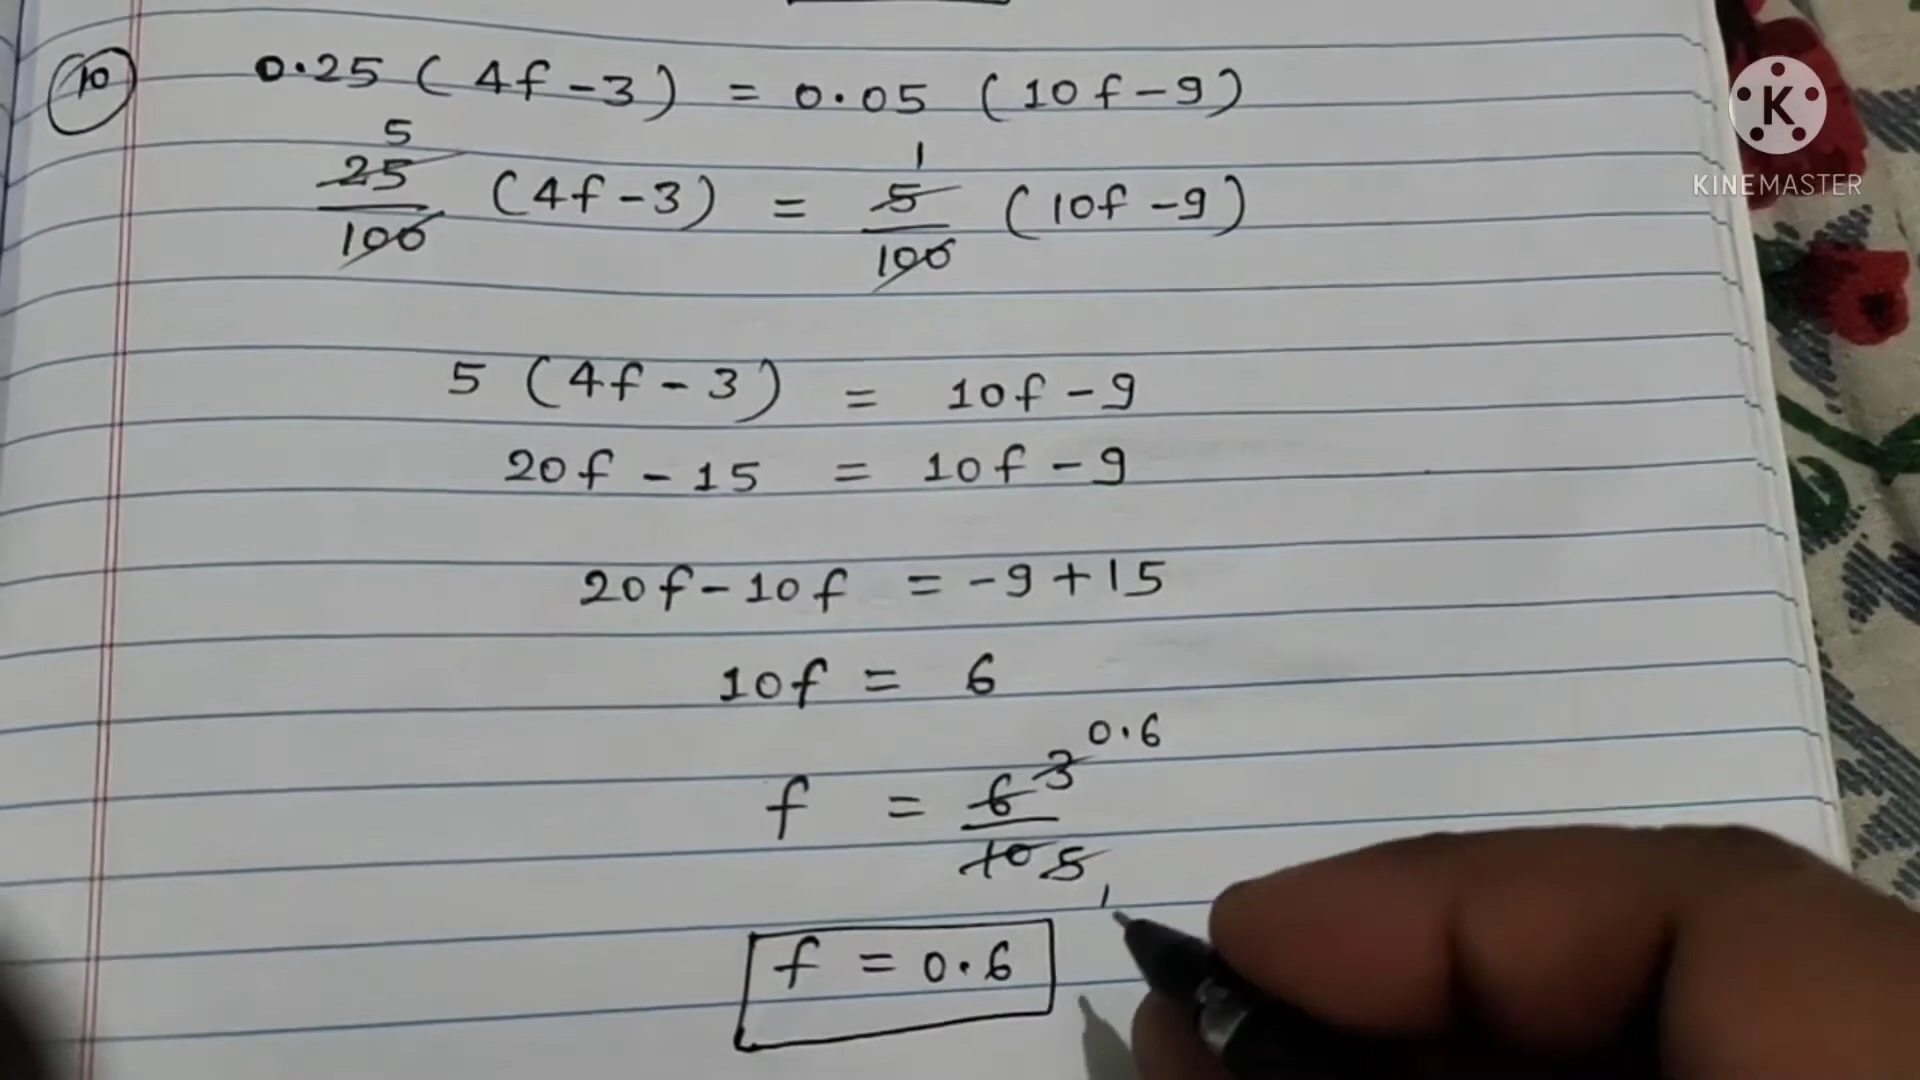 10 0.25 (4f-3) = 0.05 (10f-9)
5 1
25/100 (4f-3) = 5/100 (10f-9)
5 (4f-3) = 10f-9
20f-15 = 10f-9
20f-10f = -9+15
10f = 6
0.6
f = 6 3/10 5
1
f = 0.6
K
KINEMASTER